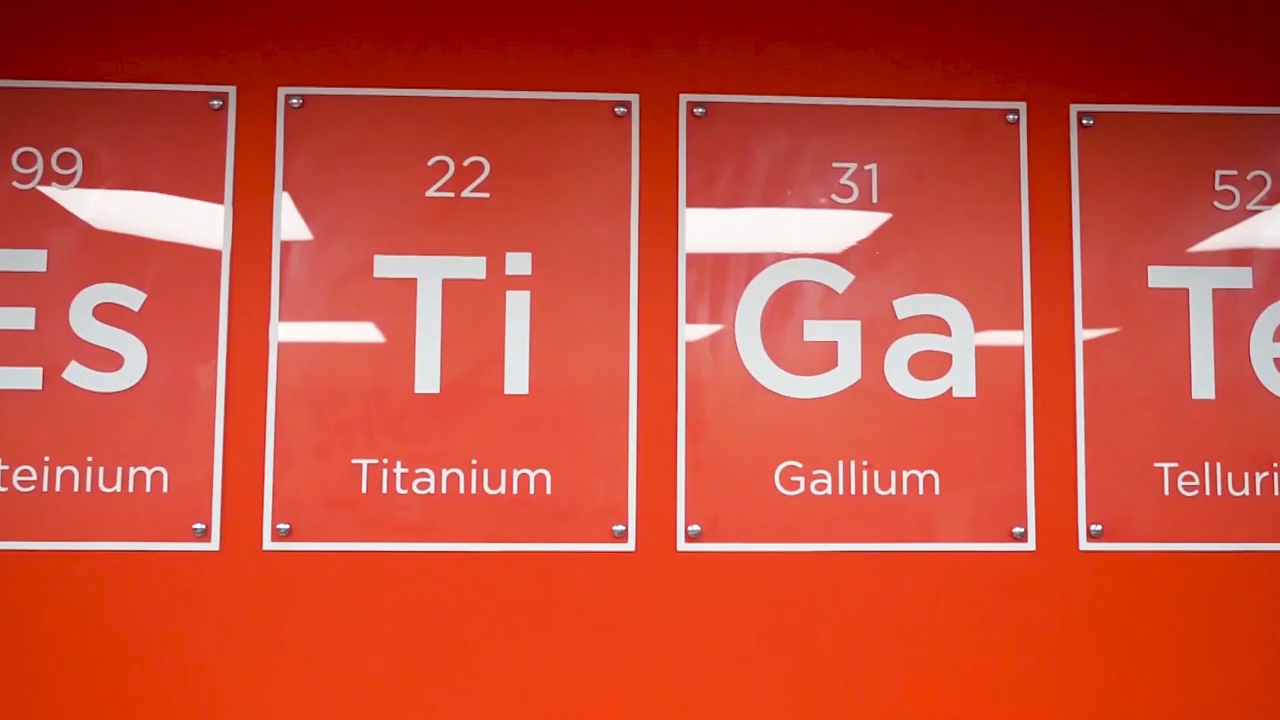 99
Es
teinium
22
Ti
Titanium
31
Ga
Gallium
52
Te
Telluri